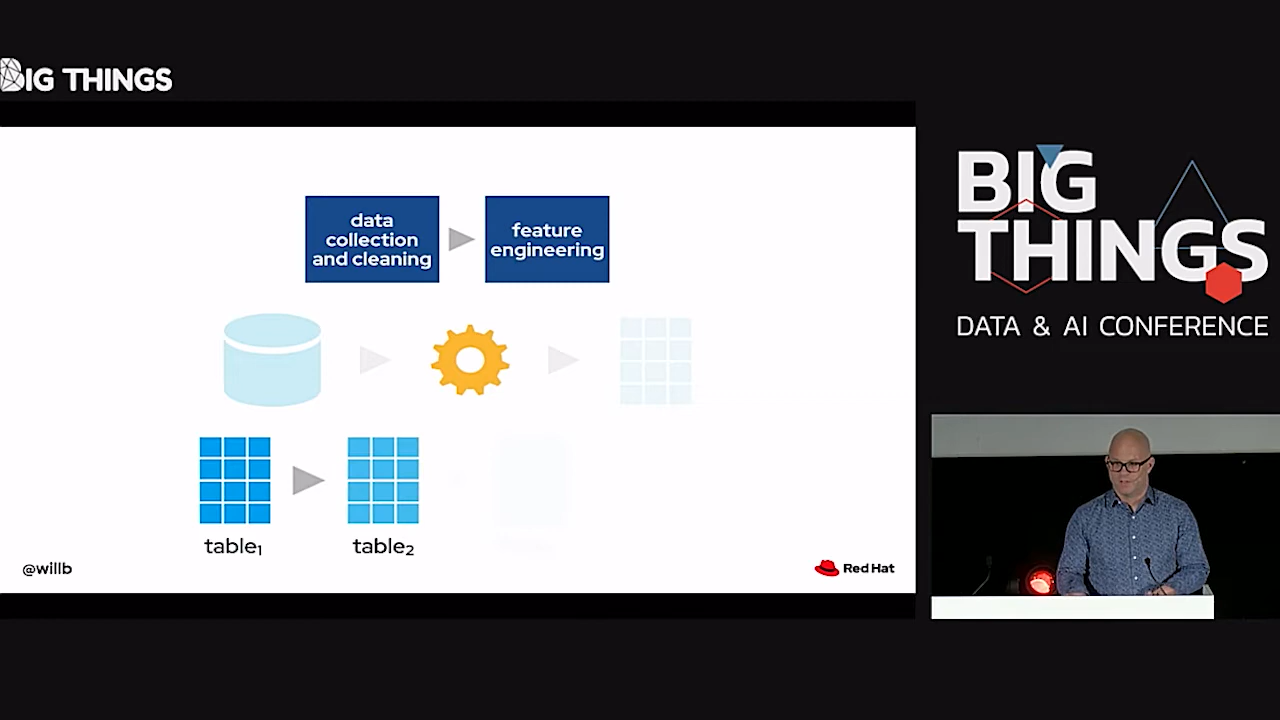 BIG THINGS
data
collection
and cleaning
feature
engineering
table₁
table₂
@willb
Red Hat
BIG
THINGS
DATA & AI CONFERENCE